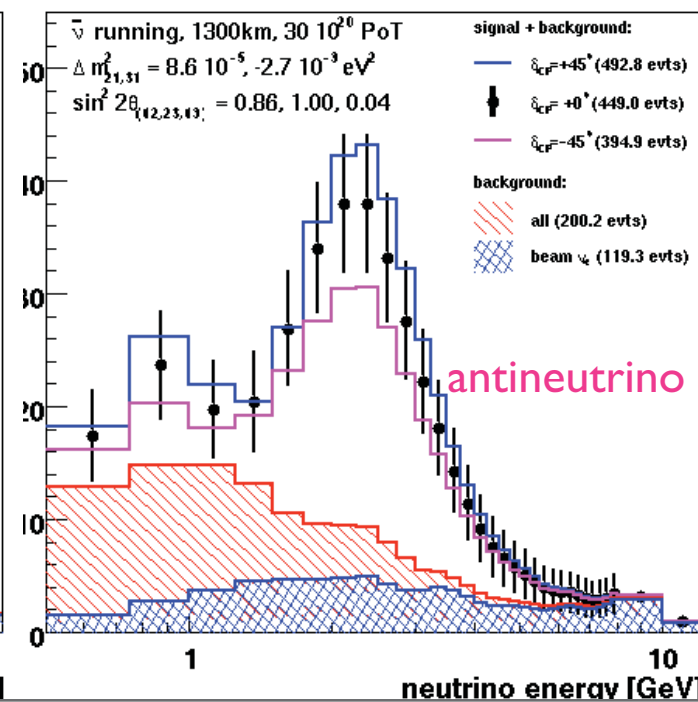 ν̄ running, 1300km, 30 10²⁰ PoT
Δ m²₂₁,₃₁ = 8.6 10⁻⁵, -2.7 10⁻³ eV²
sin² 2θ(12,23,13) = 0.86, 1.00, 0.04
signal + background:
δCP=+45° (492.8 evts)
δCP= +0° (449.0 evts)
δCP=-45° (394.9 evts)
background:
all (200.2 evts)
beam νe (119.3 evts)
antineutrino
50
40
30
20
10
0
1
10
neutrino energy [GeV]